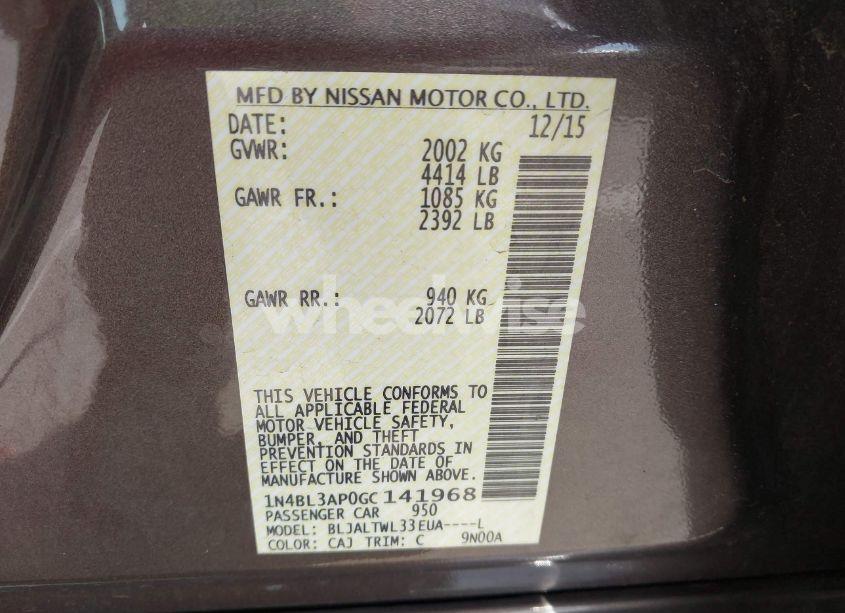 MFD BY NISSAN MOTOR CO., LTD.
DATE: 12/15
GVWR: 2002 KG
4414 LB
GAWR FR.: 1085 KG
2392 LB
GAWR RR.: 940 KG
2072 LB
wheelwise
THIS VEHICLE CONFORMS TO
ALL APPLICABLE FEDERAL
MOTOR VEHICLE SAFETY,
BUMPER, AND THEFT
PREVENTION STANDARDS IN
EFFECT ON THE DATE OF
MANUFACTURE SHOWN ABOVE.
1N4BL3AP0GC141968
PASSENGER CAR 950
MODEL: BLJALTWL33EUA----L
COLOR: CAJ TRIM: C 9N00A